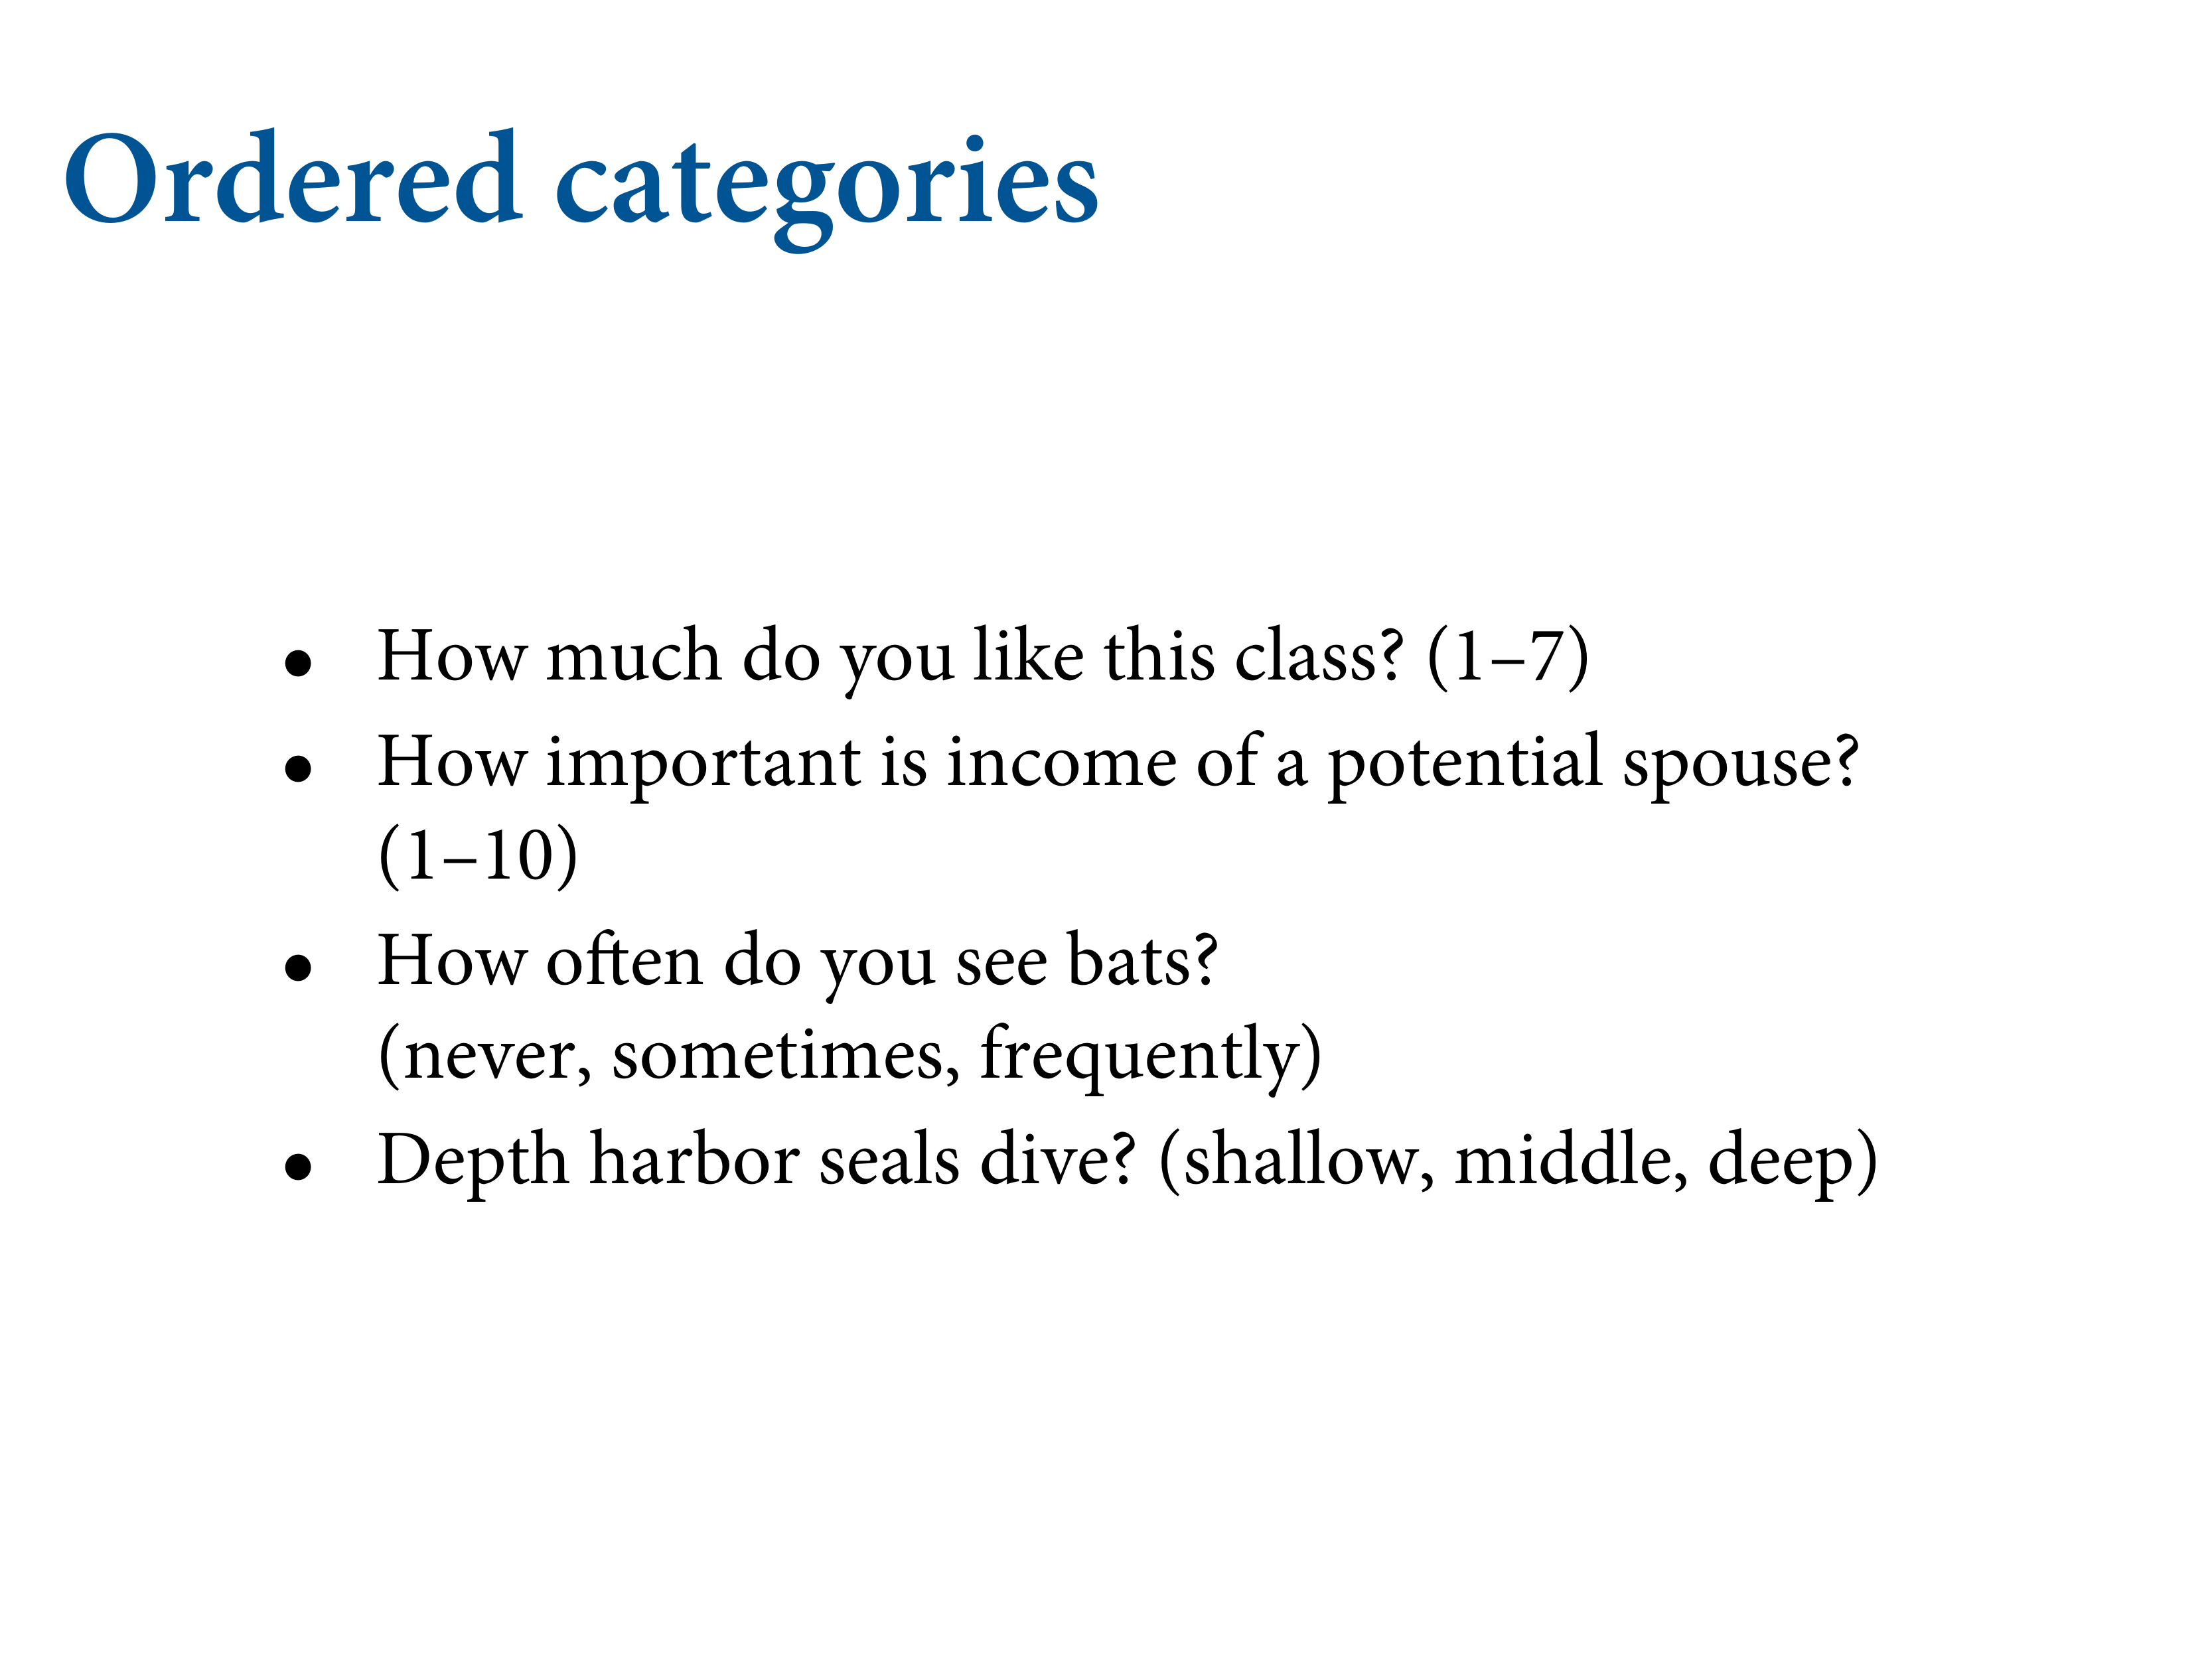 Ordered categories
• How much do you like this class? (1–7)
• How important is income of a potential spouse?
(1–10)
• How often do you see bats?
(never, sometimes, frequently)
• Depth harbor seals dive? (shallow, middle, deep)